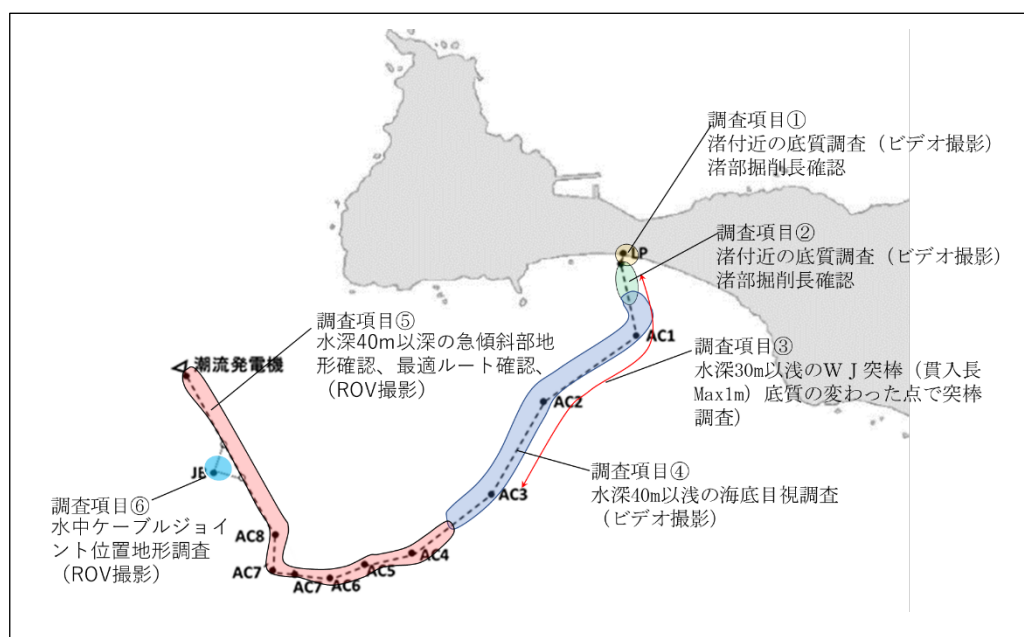 調査項目①
渚付近の底質調査（ビデオ撮影）
渚部掘削長確認
LP
調査項目②
渚付近の底質調査（ビデオ撮影）
渚部掘削長確認
調査項目⑤
水深40m以深の急傾斜部地
形確認、最適ルート確認、
（ROV撮影）
AC1
調査項目③
水深30m以浅のＷＪ突棒（貫入長
Max1m）底質の変わった点で突棒
調査）
潮流発電機
AC2
調査項目④
水深40m以浅の海底目視調査
（ビデオ撮影）
JB
AC3
調査項目⑥
水中ケーブルジョイ
ント位置地形調査
（ROV撮影）
AC8
AC4
AC7
AC7
AC6
AC5